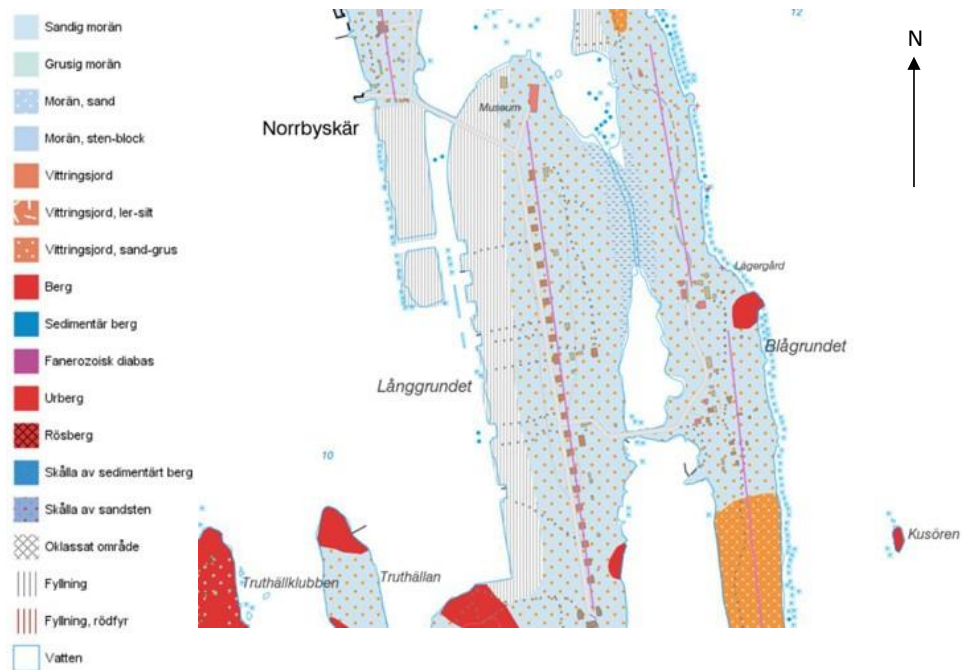 Sandig morän
Grusig morän
Morän, sand
Morän, sten-block
Vittringsjord
Vittringsjord, ler-silt
Vittringsjord, sand-grus
Berg
Sedimentär berg
Fanerozoisk diabas
Urberg
Rösberg
Skålla av sedimentärt berg
Skålla av sandsten
Oklassat område
Fyllning
Fyllning, rödfyr
Vatten
12
N
Museum
Norrbyskär
Lägergård
Blågrundet
Långgrundet
10
Kusören
Truthällklubben
Truthällan